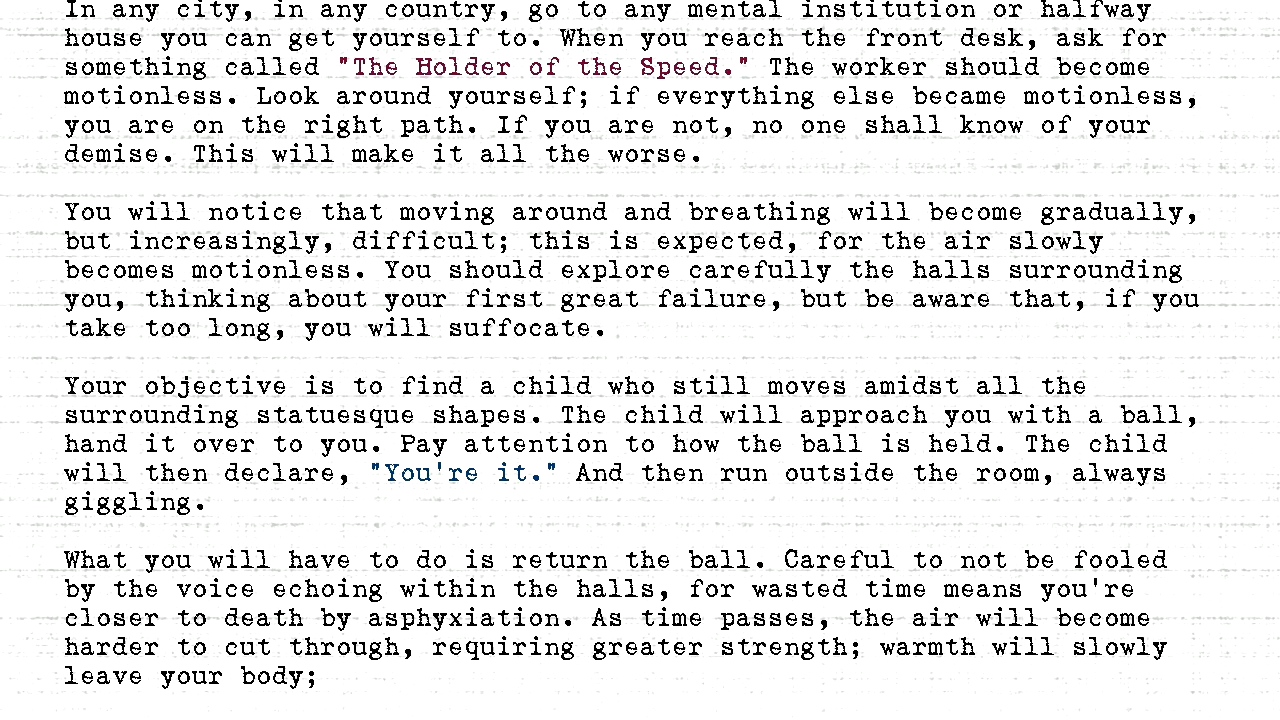 In any city, in any country, go to any mental institution or halfway
house you can get yourself to. When you reach the front desk, ask for
something called "The Holder of the Speed." The worker should become
motionless. Look around yourself; if everything else became motionless,
you are on the right path. If you are not, no one shall know of your
demise. This will make it all the worse.
You will notice that moving around and breathing will become gradually,
but increasingly, difficult; this is expected, for the air slowly
becomes motionless. You should explore carefully the halls surrounding
you, thinking about your first great failure, but be aware that, if you
take too long, you will suffocate.
Your objective is to find a child who still moves amidst all the
surrounding statuesque shapes. The child will approach you with a ball,
hand it over to you. Pay attention to how the ball is held. The child
will then declare, "You're it." And then run outside the room, always
giggling.
What you will have to do is return the ball. Careful to not be fooled
by the voice echoing within the halls, for wasted time means you're
closer to death by asphyxiation. As time passes, the air will become
harder to cut through, requiring greater strength; warmth will slowly
leave your body;